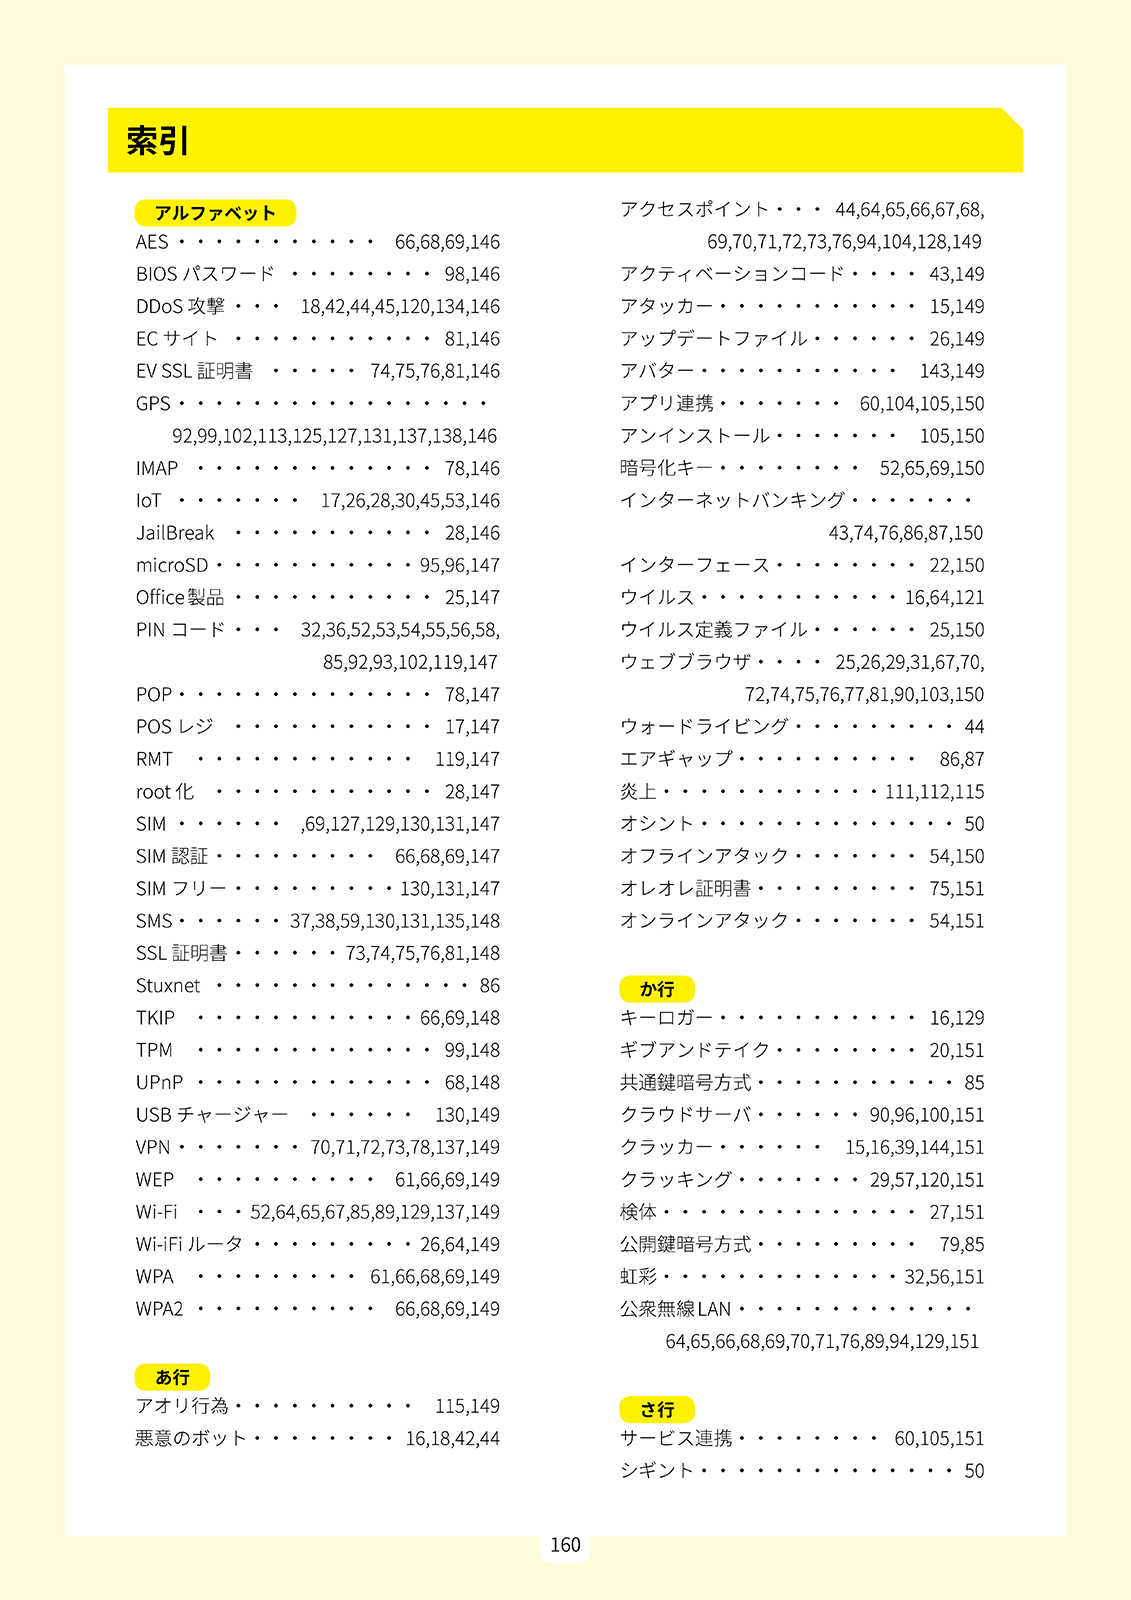 索引
アルファベット
AES・・・・・・・・・・・ 66,68,69,146
BIOS パスワード ・・・・・・・・ 98,146
DDoS 攻撃・・・ 18,42,44,45,120,134,146
EC サイト ・・・・・・・・・・・ 81,146
EV SSL 証明書 ・・・・・ 74,75,76,81,146
GPS・・・・・・・・・・・・・・・・・
92,99,102,113,125,127,131,137,138,146
IMAP ・・・・・・・・・・・・・ 78,146
IoT ・・・・・・・ 17,26,28,30,45,53,146
JailBreak ・・・・・・・・・・・ 28,146
microSD・・・・・・・・・・・95,96,147
Office製品・・・・・・・・・・・ 25,147
PIN コード・・・ 32,36,52,53,54,55,56,58,
85,92,93,102,119,147
POP・・・・・・・・・・・・・・ 78,147
POS レジ ・・・・・・・・・・・ 17,147
RMT ・・・・・・・・・・・・ 119,147
root 化 ・・・・・・・・・・・・ 28,147
SIM・・・・・・ ,69,127,129,130,131,147
SIM 認証・・・・・・・・・ 66,68,69,147
SIM フリー・・・・・・・・・130,131,147
SMS・・・・・・37,38,59,130,131,135,148
SSL 証明書・・・・・・73,74,75,76,81,148
Stuxnet ・・・・・・・・・・・・・・ 86
TKIP ・・・・・・・・・・・・66,69,148
TPM ・・・・・・・・・・・・・ 99,148
UPnP ・・・・・・・・・・・・・ 68,148
USB チャージャー ・・・・・・ 130,149
VPN・・・・・・・70,71,72,73,78,137,149
WEP ・・・・・・・・・・ 61,66,69,149
Wi-Fi ・・・52,64,65,67,85,89,129,137,149
Wi-iFi ルータ・・・・・・・・・26,64,149
WPA ・・・・・・・・・ 61,66,68,69,149
WPA2 ・・・・・・・・・・ 66,68,69,149
あ行
アオリ行為・・・・・・・・・・ 115,149
悪意のボット・・・・・・・・ 16,18,42,44
アクセスポイント・・・ 44,64,65,66,67,68,
69,70,71,72,73,76,94,104,128,149
アクティベーションコード・・・・ 43,149
アタッカー・・・・・・・・・・・ 15,149
アップデートファイル・・・・・・ 26,149
アバター・・・・・・・・・・・ 143,149
アプリ連携・・・・・・・ 60,104,105,150
アンインストール・・・・・・・ 105,150
暗号化キー・・・・・・・・ 52,65,69,150
インターネットバンキング・・・・・・・
43,74,76,86,87,150
インターフェース・・・・・・・・ 22,150
ウイルス・・・・・・・・・・・16,64,121
ウイルス定義ファイル・・・・・・ 25,150
ウェブブラウザ・・・・ 25,26,29,31,67,70,
72,74,75,76,77,81,90,103,150
ウォードライビング・・・・・・・・・ 44
エアギャップ・・・・・・・・・・ 86,87
炎上・・・・・・・・・・・・111,112,115
オシント・・・・・・・・・・・・・・ 50
オフラインアタック・・・・・・・ 54,150
オレオレ証明書・・・・・・・・・ 75,151
オンラインアタック・・・・・・・ 54,151
か行
キーロガー・・・・・・・・・・・ 16,129
ギブアンドテイク・・・・・・・・ 20,151
共通鍵暗号方式・・・・・・・・・・・ 85
クラウドサーバ・・・・・・90,96,100,151
クラッカー・・・・・・ 15,16,39,144,151
クラッキング・・・・・・・29,57,120,151
検体・・・・・・・・・・・・・・ 27,151
公開鍵暗号方式・・・・・・・・・ 79,85
虹彩・・・・・・・・・・・・・32,56,151
公衆無線LAN・・・・・・・・・・・・・
64,65,66,68,69,70,71,76,89,94,129,151
さ行
サービス連携・・・・・・・・ 60,105,151
シギント・・・・・・・・・・・・・・ 50
160